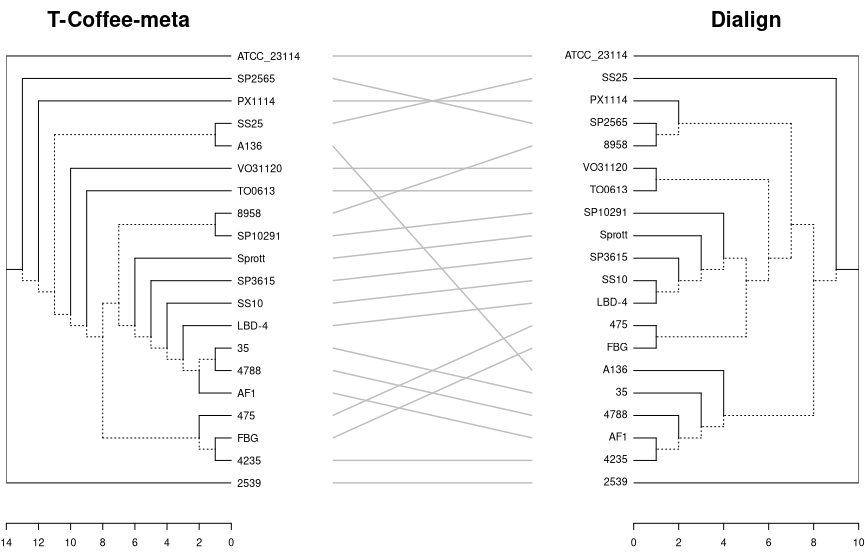 T-Coffee-meta
Dialign
ATCC_23114
SP2565
PX1114
SS25
A136
VO31120
TO0613
8958
SP10291
Sprott
SP3615
SS10
LBD-4
35
4788
AF1
475
FBG
4235
2539
14 12 10 8 6 4 2 0
ATCC_23114
SS25
PX1114
SP2565
8958
VO31120
TO0613
SP10291
Sprott
SP3615
SS10
LBD-4
475
FBG
A136
35
4788
AF1
4235
2539
0 2 4 6 8 10